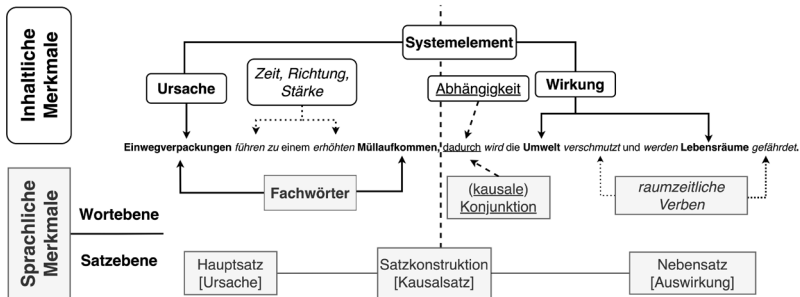 Inhaltliche
Merkmale
Systemelement
Ursache
Zeit, Richtung,
Stärke
Abhängigkeit
Wirkung
Einwegverpackungen führen zu einem erhöhten Müllaufkommen, dadurch wird die Umwelt verschmutzt und werden Lebensräume gefährdet.
Sprachliche
Merkmale
Wortebene
Satzebene
Fachwörter
(kausale)
Konjunktion
raumzeitliche
Verben
Hauptsatz
[Ursache]
Satzkonstruktion
[Kausalsatz]
Nebensatz
[Auswirkung]